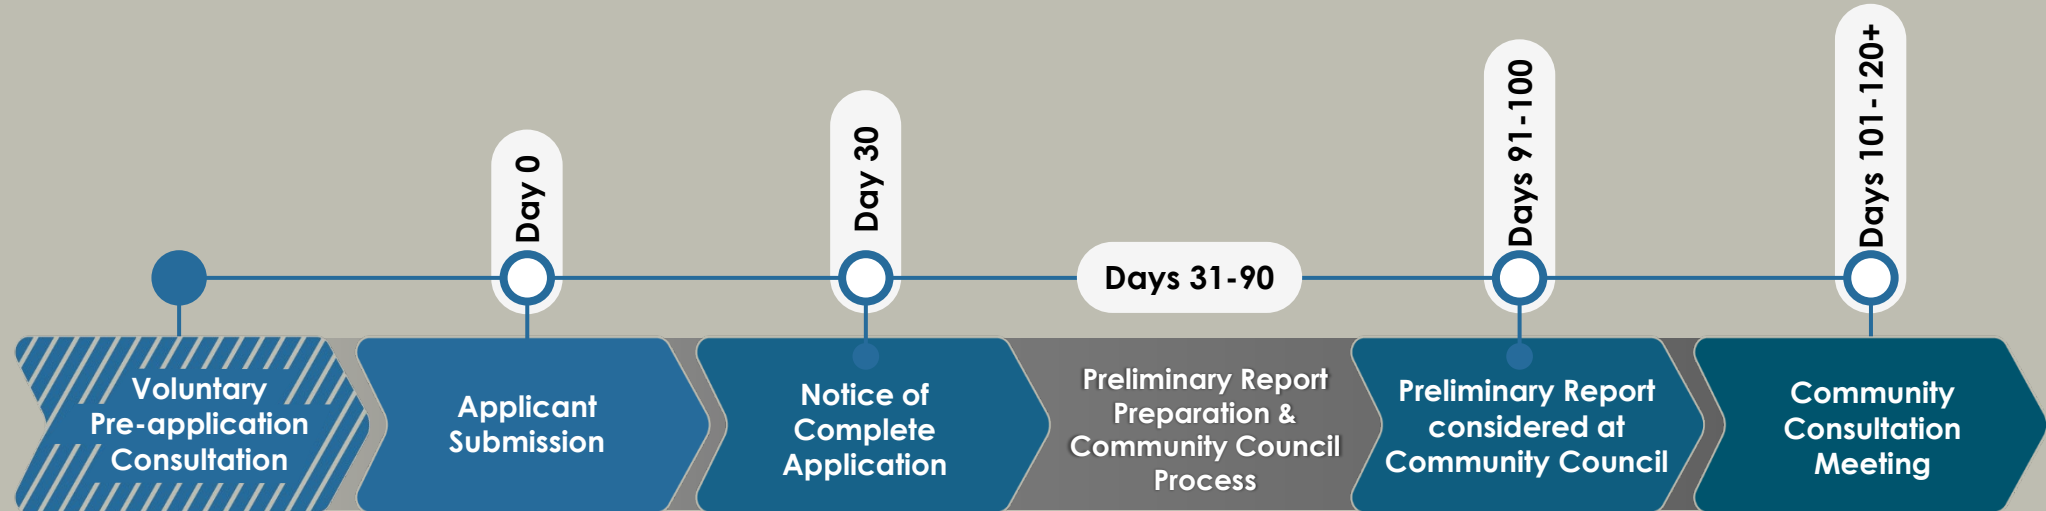 Day 0
Day 30
Days 31-90
Days 91-100
Days 101-120+
Voluntary
Pre-application
Consultation
Applicant
Submission
Notice of
Complete
Application
Preliminary Report
Preparation &
Community Council
Process
Preliminary Report
considered at
Community Council
Community
Consultation
Meeting